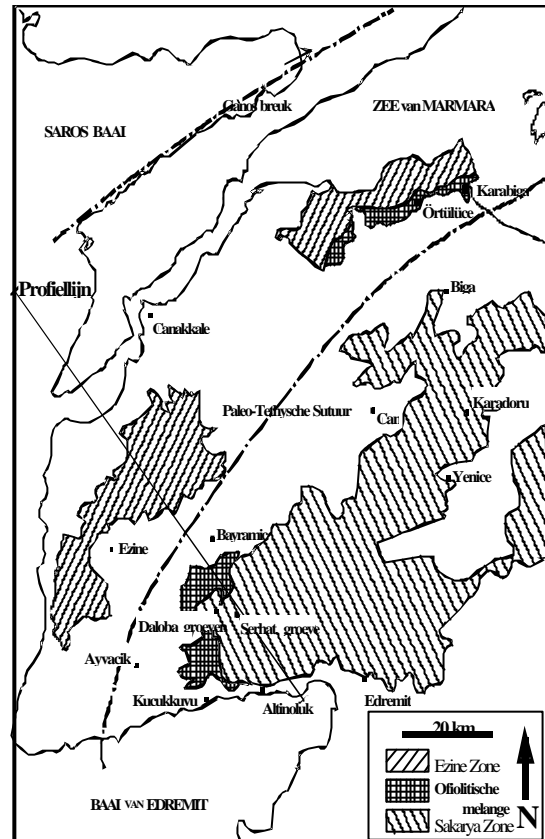 Ganos breuk
ZEE van MARMARA
SAROS BAAI
Karabiga
Örtülüce
Profiellijn
Biga
Canakkale
Paleo-Tethysche Sutuur
Can
Karadoru
Yenice
Bayramic
Ezine
Daloba groeven
Serhat groeve
Ayvacik
Kucukkuyu
Altinoluk
Edremit
20 km
Ezine Zone
Ofiolitische
melange
Sakarya Zone
N
BAAI VAN EDREMIT